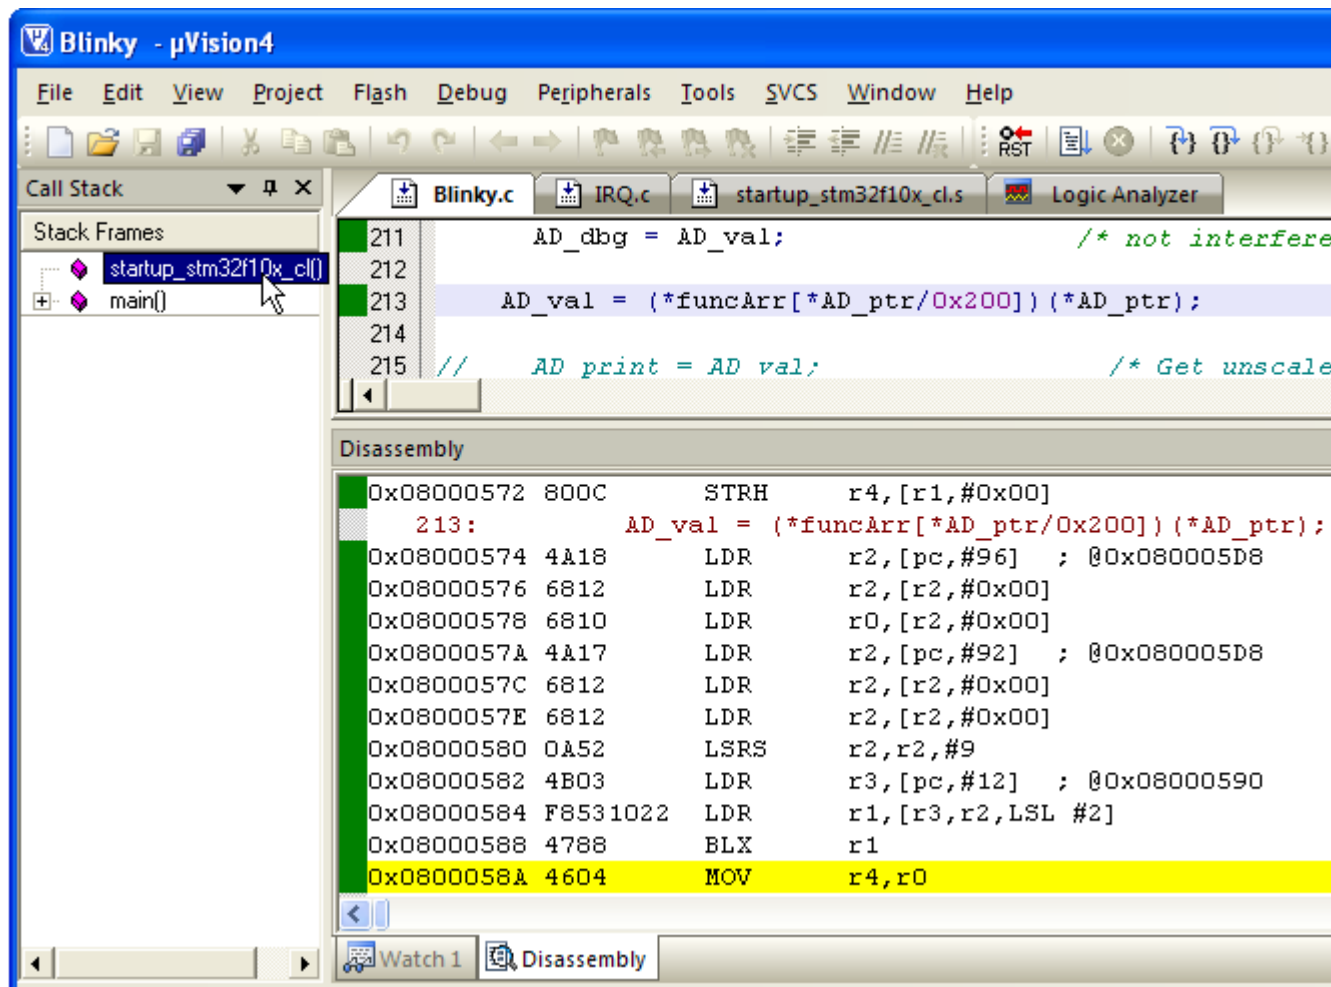 Blinky - µVision4
File Edit View Project Flash Debug Peripherals Tools SVCS Window Help
RST
Call Stack
Blinky.c IRQ.c startup_stm32f10x_cl.s Logic Analyzer
Stack Frames
startup_stm32f10x_cl()
main()
211 AD_dbg = AD_val; /* not interfere
212
213 AD_val = (*funcArr[*AD_ptr/0x200])(*AD_ptr);
214
215 // AD_print = AD_val; /* Get unscale
Disassembly
0x08000572 800C STRH r4,[r1,#0x00]
213: AD_val = (*funcArr[*AD_ptr/0x200])(*AD_ptr);
0x08000574 4A18 LDR r2,[pc,#96] ; @0x080005D8
0x08000576 6812 LDR r2,[r2,#0x00]
0x08000578 6810 LDR r0,[r2,#0x00]
0x0800057A 4A17 LDR r2,[pc,#92] ; @0x080005D8
0x0800057C 6812 LDR r2,[r2,#0x00]
0x0800057E 6812 LDR r2,[r2,#0x00]
0x08000580 0A52 LSRS r2,r2,#9
0x08000582 4B03 LDR r3,[pc,#12] ; @0x08000590
0x08000584 F8531022 LDR r1,[r3,r2,LSL #2]
0x08000588 4788 BLX r1
0x0800058A 4604 MOV r4,r0
Watch 1 Disassembly